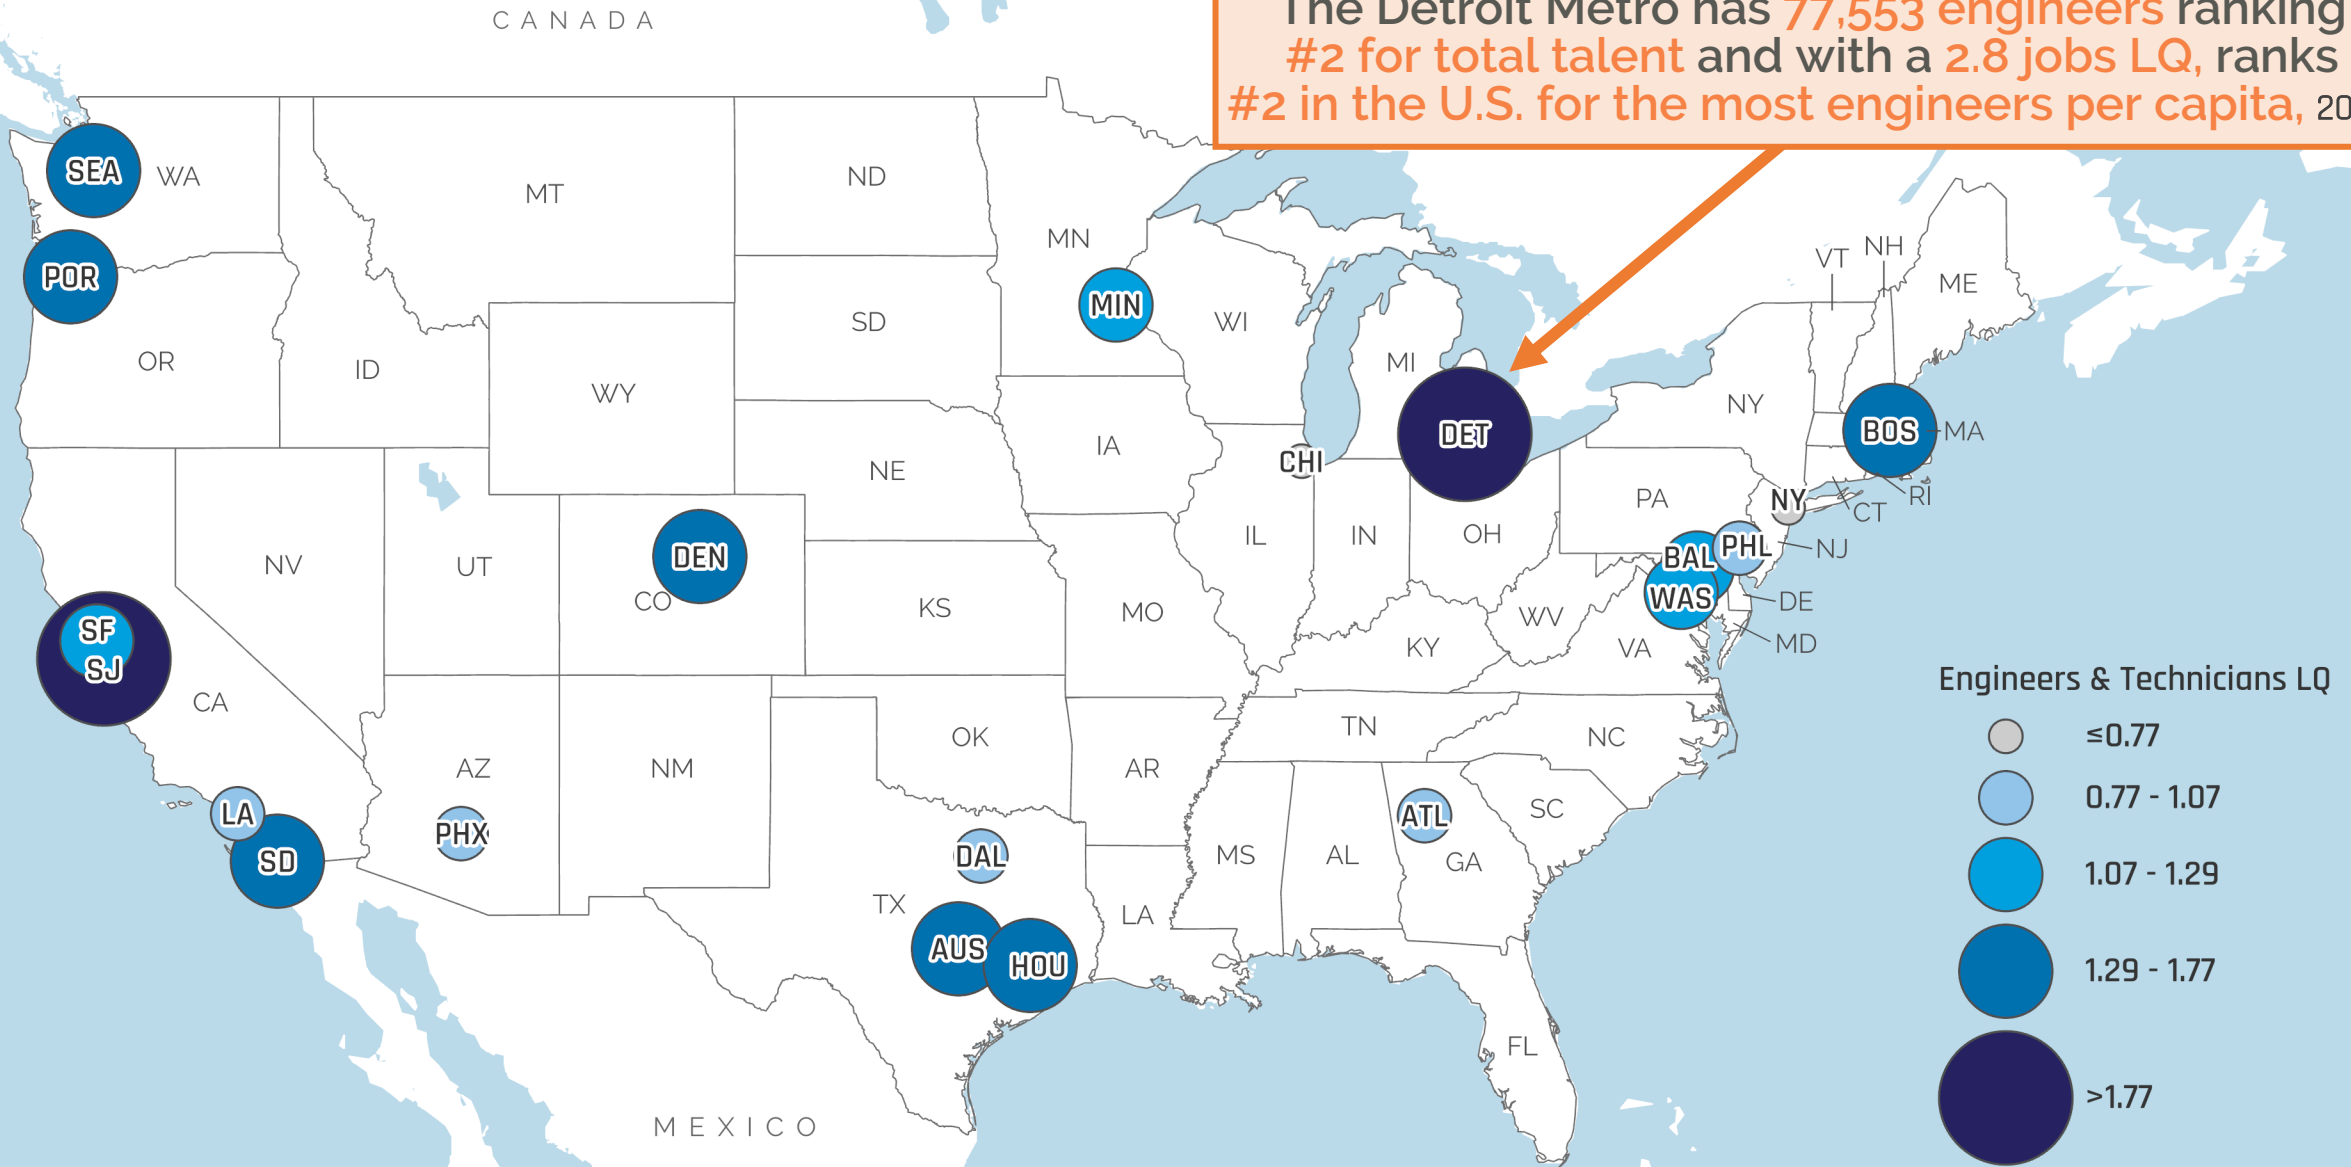 CANADA
The Detroit Metro has 77,553 engineers ranking
#2 for total talent and with a 2.8 jobs LQ, ranks
#2 in the U.S. for the most engineers per capita, 20
SEA
WA
MT
ND
MN
VT
NH
ME
POR
MIN
SD
WI
OR
ID
WY
MI
NY
DET
BOS
MA
IA
CHI
NE
PA
NY
RI
CT
DEN
NV
UT
CO
IL
IN
OH
BAL
PHL
NJ
WAS
DE
KS
MO
WV
SF
SJ
KY
VA
MD
CA
OK
TN
NC
AZ
NM
AR
LA
PHX
SD
DAL
ATL
SC
MS
AL
GA
TX
LA
AUS
HOU
FL
MEXICO
Engineers & Technicians LQ
≤0.77
0.77 - 1.07
1.07 - 1.29
1.29 - 1.77
>1.77